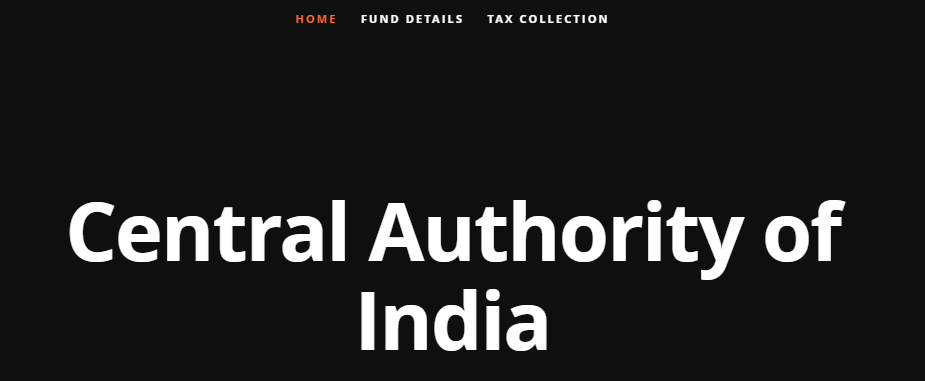 HOME FUND DETAILS TAX COLLECTION
Central Authority of
India